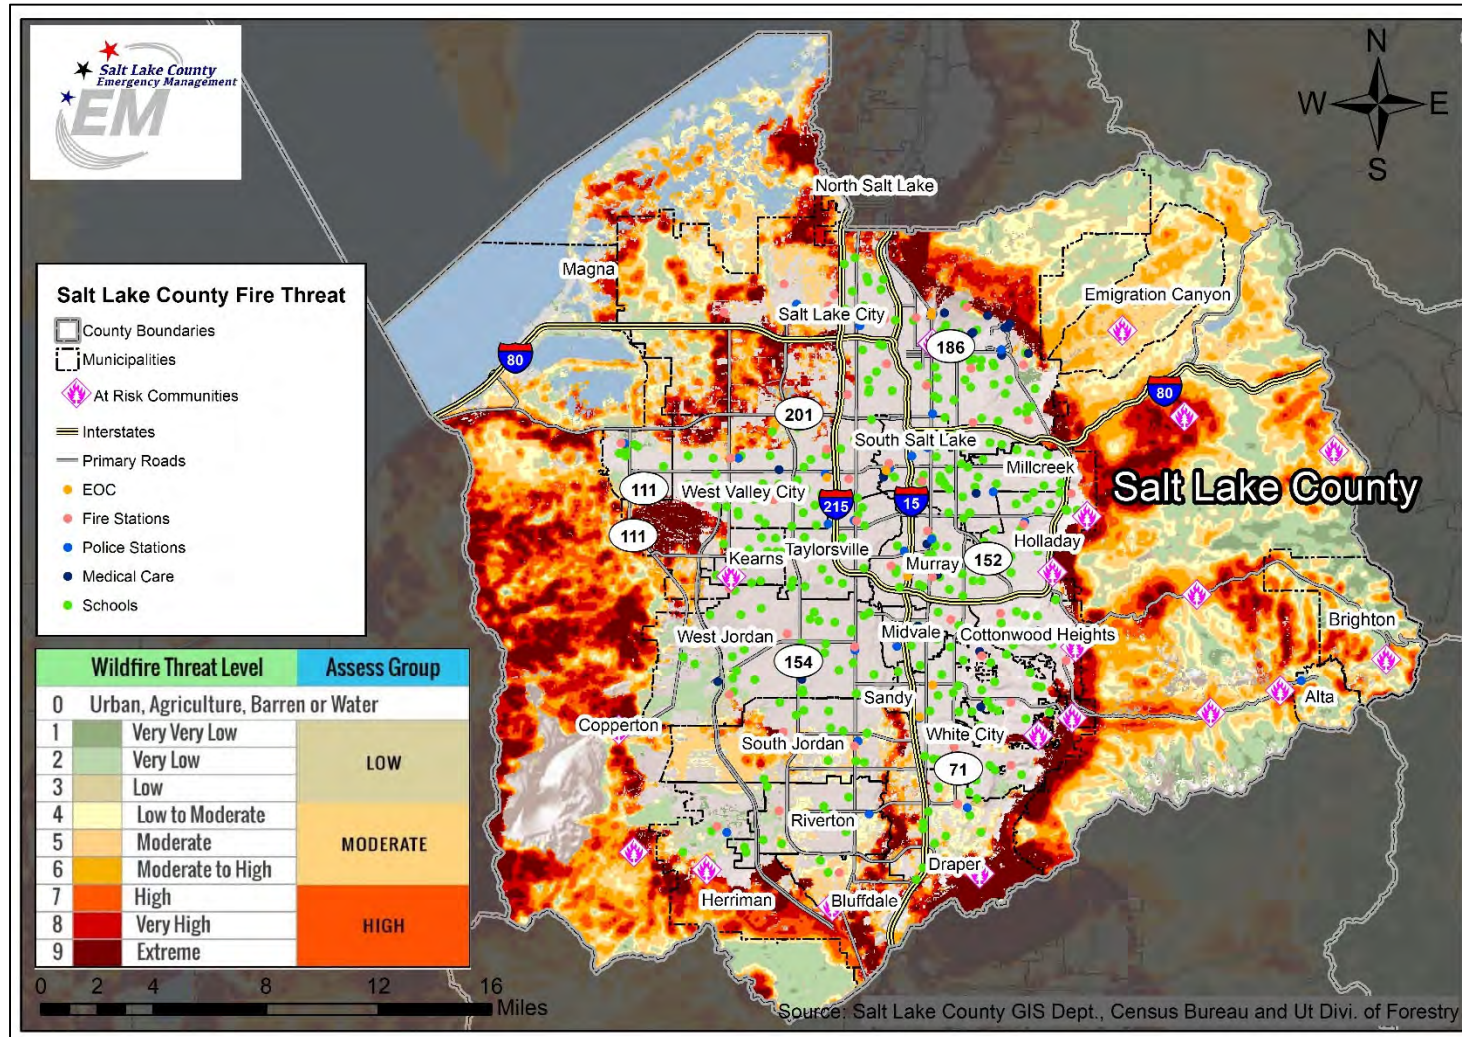 Salt Lake County
Emergency Management
EM
N
W E
S
Salt Lake County Fire Threat
County Boundaries
Municipalities
At Risk Communities
Interstates
Primary Roads
EOC
Fire Stations
Police Stations
Medical Care
Schools
Wildfire Threat Level Assess Group
0 Urban, Agriculture, Barren or Water
1 Very Very Low
2 Very Low
3 Low
LOW
4 Low to Moderate
5 Moderate
6 Moderate to High
MODERATE
7 High
8 Very High
9 Extreme
HIGH
0 2 4 8 12 16
Miles
North Salt Lake
Magna
Emigration Canyon
Salt Lake City
186
80
80
201
South Salt Lake
Millcreek
Salt Lake County
111
West Valley City
215
15
111
Holladay
Taylorsville
Kearns
Murray
152
Brighton
West Jordan
Midvale
Cottonwood Heights
154
Sandy
Alta
Copperton
South Jordan
White City
71
Riverton
Draper
Herriman
Bluffdale
Source: Salt Lake County GIS Dept., Census Bureau and Ut Divi. of Forestry